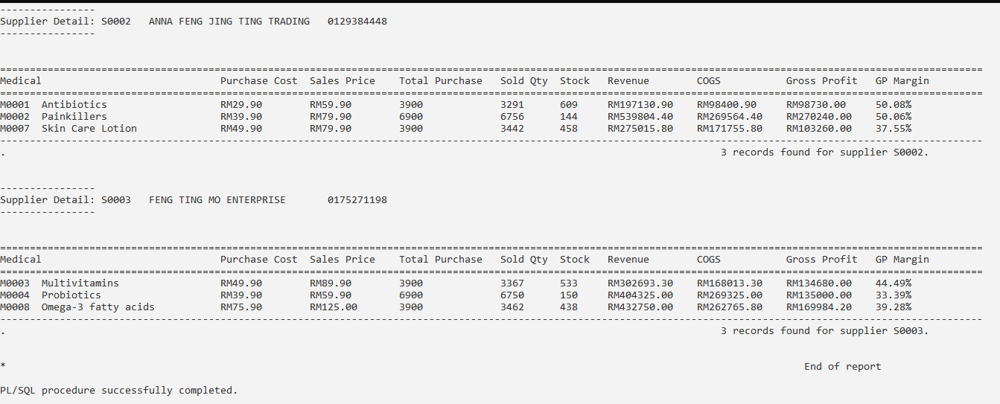 ----------------
Supplier Detail: S0002   ANNA FENG JING TING TRADING   0129384448
----------------
=====================================================================================================================================================================
Medical                              Purchase Cost  Sales Price    Total Purchase   Sold Qty  Stock   Revenue        COGS           Gross Profit   GP Margin
=====================================================================================================================================================================
M0001  Antibiotics                   RM29.90        RM59.90        3900             3291      609     RM197130.90    RM98400.90     RM98730.00     50.08%
M0002  Painkillers                   RM39.90        RM79.90        6900             6756      144     RM539804.40    RM269564.40    RM270240.00    50.06%
M0007  Skin Care Lotion              RM49.90        RM79.90        3900             3442      458     RM275015.80    RM171755.80    RM103260.00    37.55%
---------------------------------------------------------------------------------------------------------------------------------------------------------------------
.                                                                                                                        3 records found for supplier S0002.
----------------
Supplier Detail: S0003   FENG TING MO ENTERPRISE       0175271198
----------------
=====================================================================================================================================================================
Medical                              Purchase Cost  Sales Price    Total Purchase   Sold Qty  Stock   Revenue        COGS           Gross Profit   GP Margin
=====================================================================================================================================================================
M0003  Multivitamins                 RM49.90        RM89.90        3900             3367      533     RM302693.30    RM168013.30    RM134680.00    44.49%
M0004  Probiotics                    RM39.90        RM59.90        6900             6750      150     RM404325.00    RM269325.00    RM135000.00    33.39%
M0008  Omega-3 fatty acids           RM75.90        RM125.00       3900             3462      438     RM432750.00    RM262765.80    RM169984.20    39.28%
---------------------------------------------------------------------------------------------------------------------------------------------------------------------
.                                                                                                                        3 records found for supplier S0003.
*                                                                                                                                      End of report
PL/SQL procedure successfully completed.